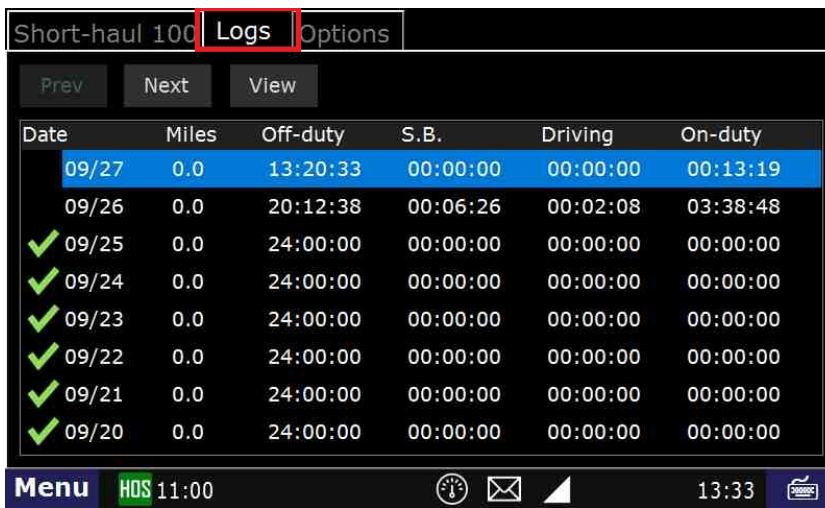 Short-haul 100 Logs Options
Prev Next View
Date Miles Off-duty S.B. Driving On-duty
09/27 0.0 13:20:33 00:00:00 00:00:00 00:13:19
09/26 0.0 20:12:38 00:06:26 00:02:08 03:38:48
09/25 0.0 24:00:00 00:00:00 00:00:00 00:00:00
09/24 0.0 24:00:00 00:00:00 00:00:00 00:00:00
09/23 0.0 24:00:00 00:00:00 00:00:00 00:00:00
09/22 0.0 24:00:00 00:00:00 00:00:00 00:00:00
09/21 0.0 24:00:00 00:00:00 00:00:00 00:00:00
09/20 0.0 24:00:00 00:00:00 00:00:00 00:00:00
Menu HOS 11:00 13:33